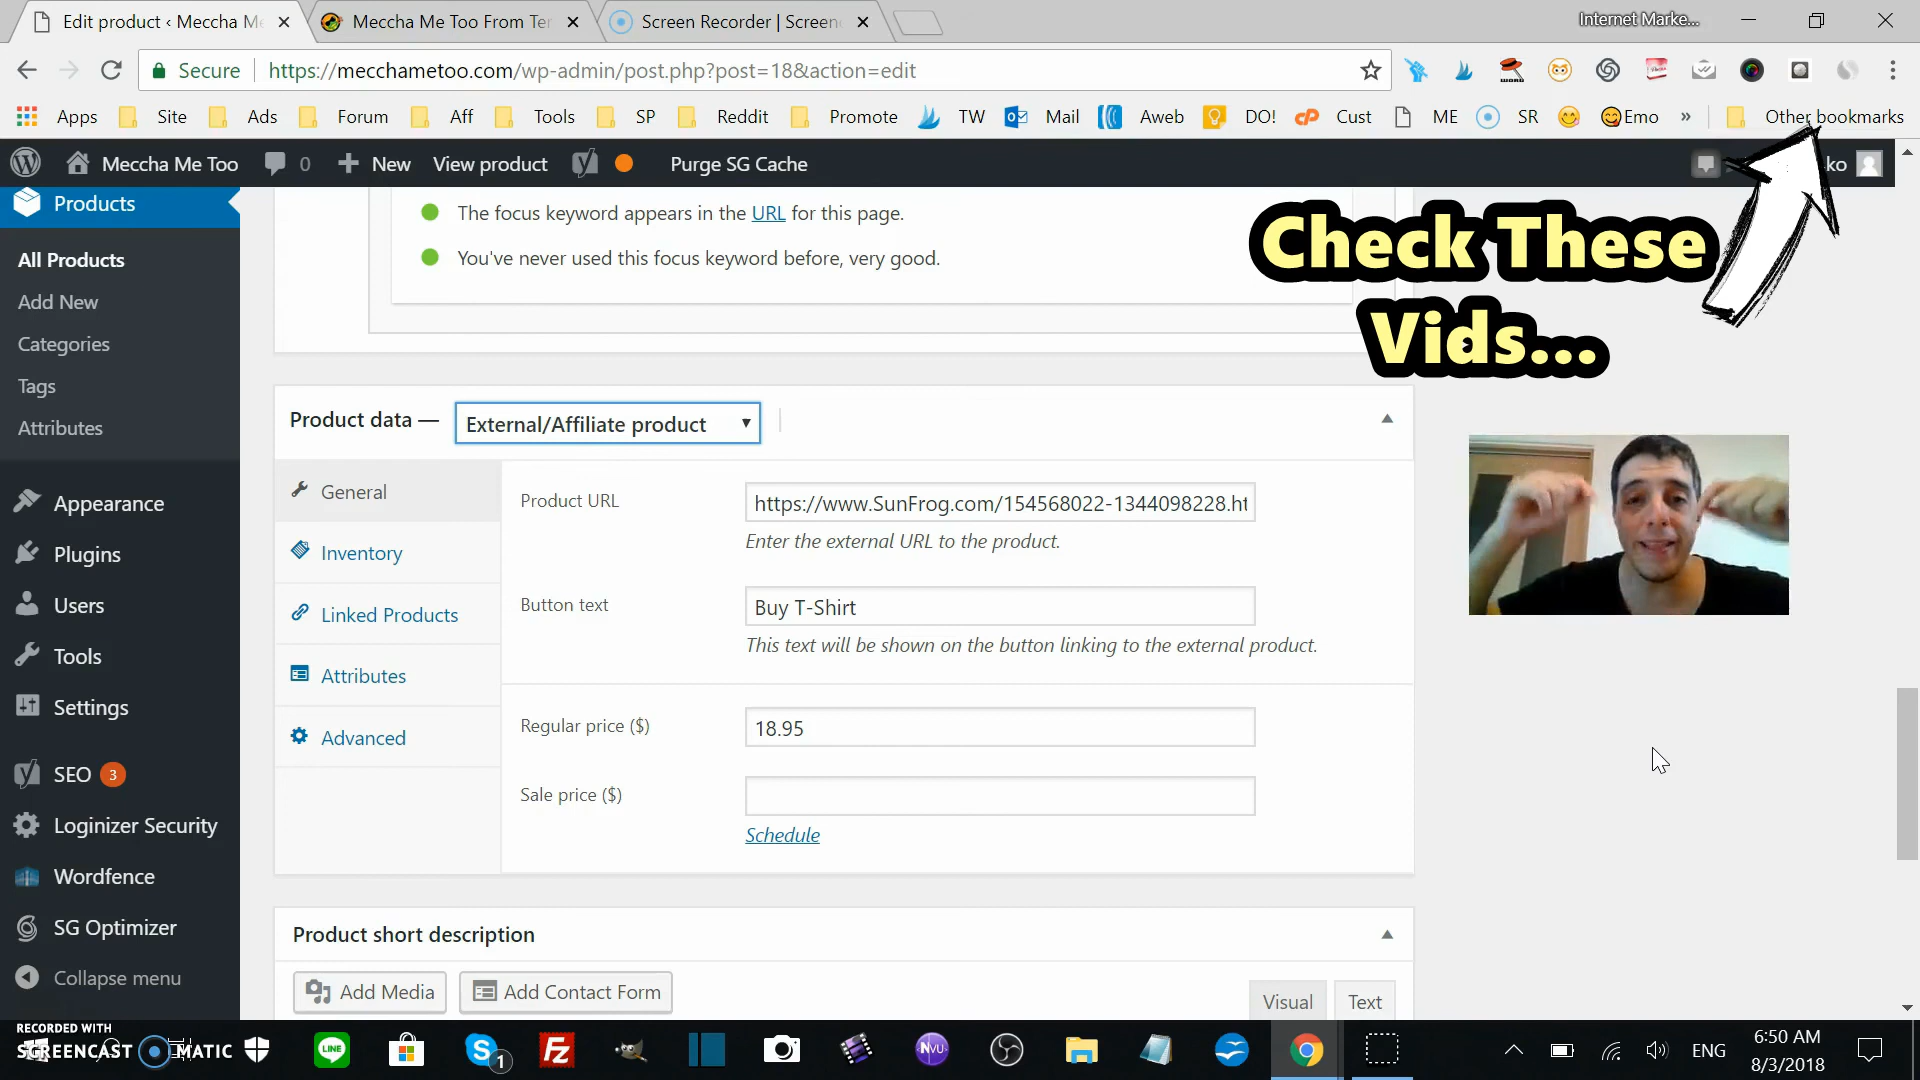 Edit product ‹ Meccha Me
Meccha Me Too From Ter
Screen Recorder | Screenc
Internet Marke...
Secure
https://mecchametoo.com/wp-admin/post.php?post=18&action=edit
Apps
Site
Ads
Forum
Aff
Tools
SP
Reddit
Promote
TW
Mail
Aweb
DO!
Cust
ME
SR
Emo
»
Other bookmarks
Meccha Me Too
0
New
View product
Purge SG Cache
ko
Products
All Products
Add New
Categories
Tags
Attributes
Appearance
Plugins
Users
Tools
Settings
SEO 3
Loginizer Security
Wordfence
SG Optimizer
Collapse menu
The focus keyword appears in the URL for this page.
You've never used this focus keyword before, very good.
Check These
Vids...
Product data — External/Affiliate product
General
Inventory
Linked Products
Attributes
Advanced
Product URL
https://www.SunFrog.com/154568022-1344098228.ht
Enter the external URL to the product.
Button text
Buy T-Shirt
This text will be shown on the button linking to the external product.
Regular price ($)
18.95
Sale price ($)
Schedule
Product short description
Add Media
Add Contact Form
Visual
Text
RECORDED WITH
SCREENCAST MATIC
LINE
1
Fz
NVU
ENG
6:50 AM
8/3/2018